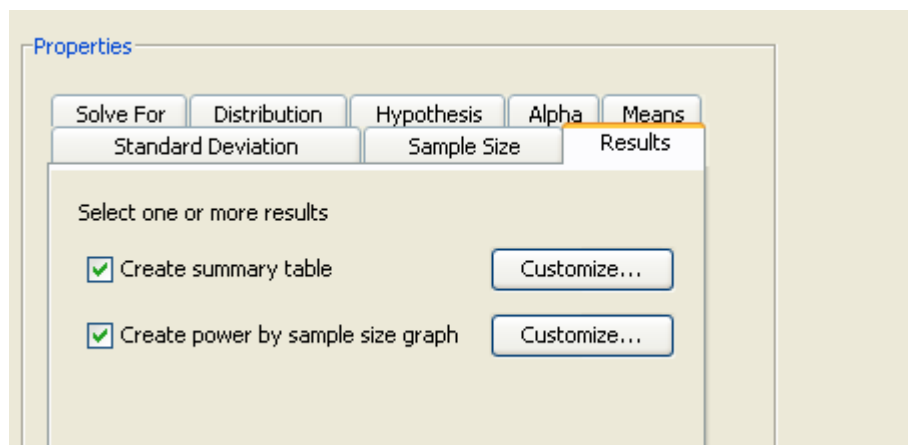 Properties
Solve For Distribution Hypothesis Alpha Means
Standard Deviation Sample Size Results
Select one or more results
Create summary table Customize...
Create power by sample size graph Customize...